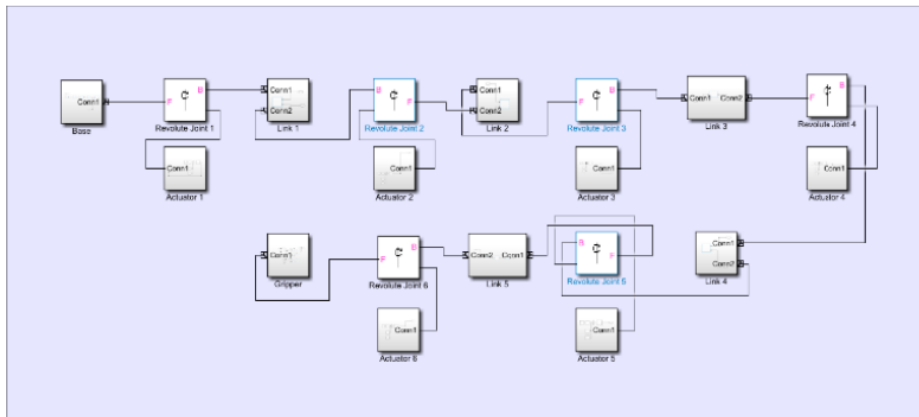 Conn1
Base
F
B
Revolute Joint 1
Conn1
Conn2
Link 1
B
F
Revolute Joint 2
Conn1
Conn2
Link 2
F
B
Revolute Joint 3
Conn1
Conn2
Link 3
F
B
Revolute Joint 4
Conn1
Actuator 1
Conn1
Actuator 2
Conn1
Actuator 3
Conn1
Actuator 4
Conn1
Gripper
F
B
Revolute Joint 6
Conn2
Conn1
Link 5
B
F
Revolute Joint 5
Conn1
Conn2
Link 4
Conn1
Actuator 6
Conn1
Actuator 5